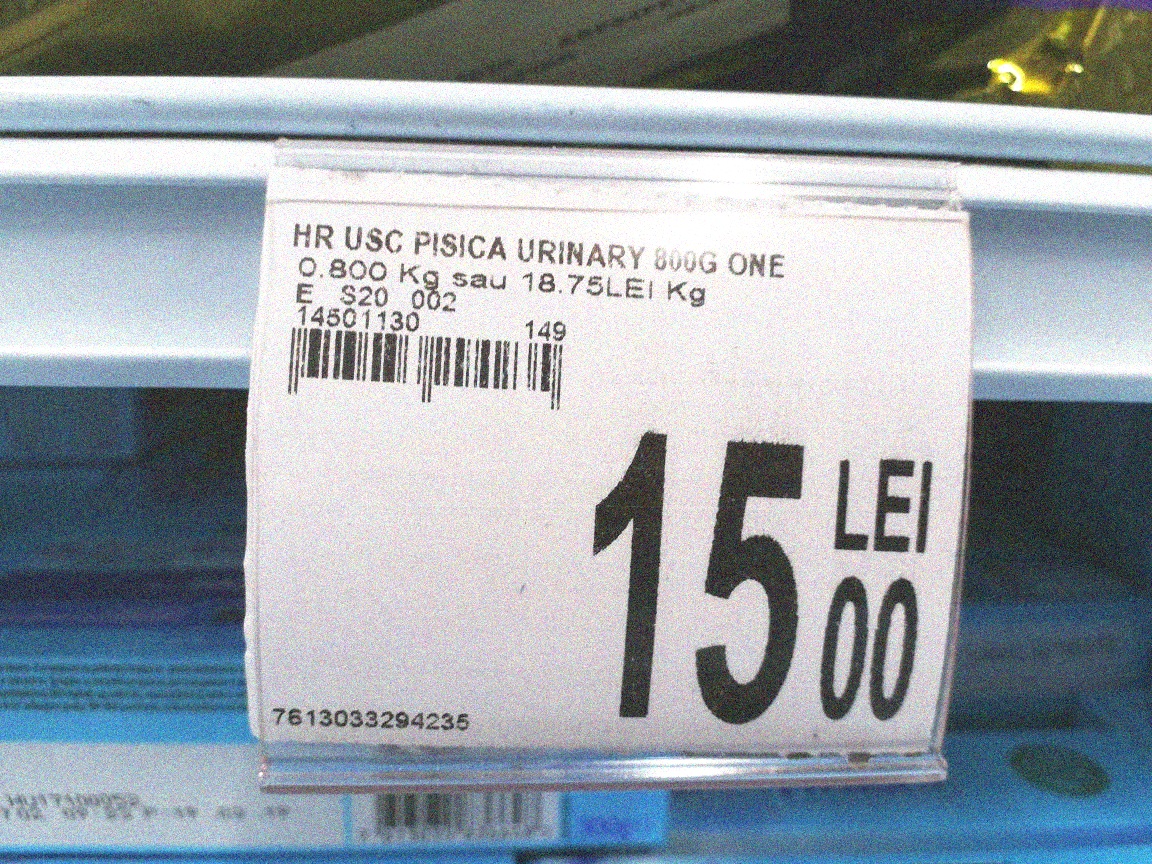 HR USC PISICA URINARY 800G ONE
0.800 Kg sau 18.75LEI Kg
E S20 002
14501130 149
15 LEI 00
7613033294235